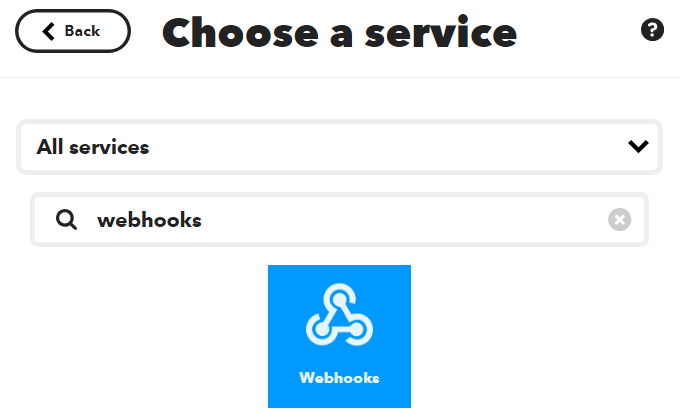 Back
Choose a service
?
All services
webhooks
Webhooks